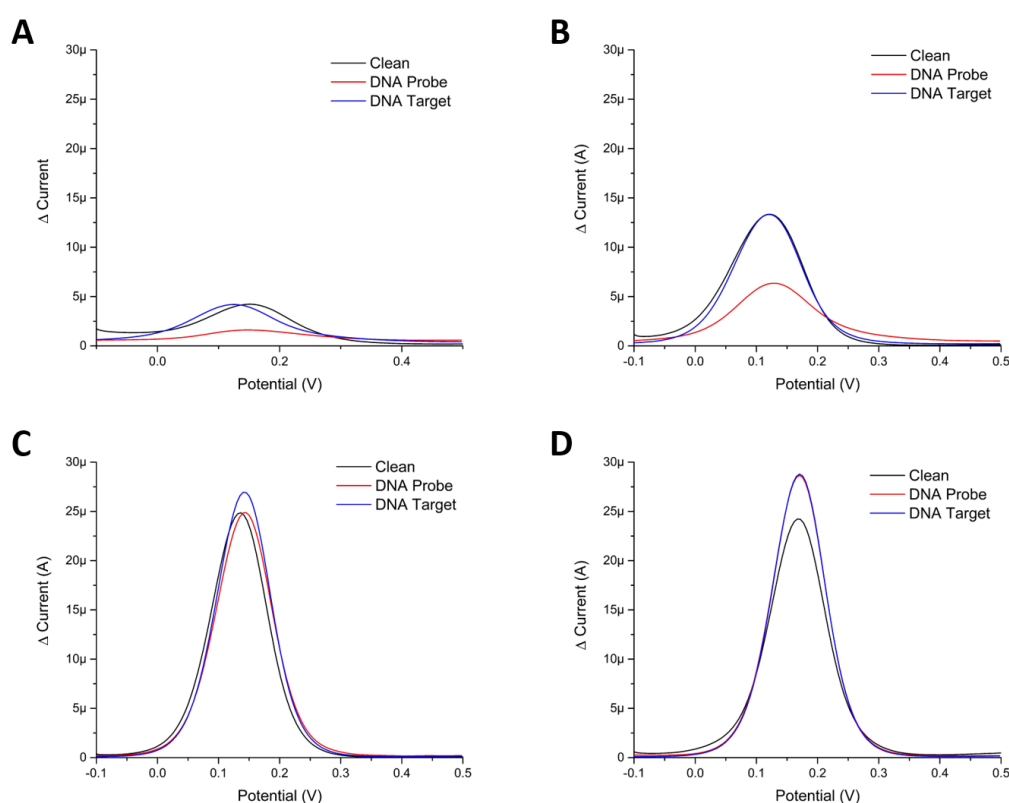 A
30µ
25µ
20µ
15µ
10µ
5µ
0
Δ Current
Clean
DNA Probe
DNA Target
0.0
0.2
0.4
Potential (V)
B
30µ
25µ
20µ
15µ
10µ
5µ
0
Δ Current (A)
Clean
DNA Probe
DNA Target
-0.1
0.0
0.1
0.2
0.3
0.4
0.5
Potential (V)
C
30µ
25µ
20µ
15µ
10µ
5µ
0
Δ Current (A)
Clean
DNA Probe
DNA Target
-0.1
0.0
0.1
0.2
0.3
0.4
0.5
Potential (V)
D
30µ
25µ
20µ
15µ
10µ
5µ
0
Δ Current (A)
Clean
DNA Probe
DNA Target
-0.1
0.0
0.1
0.2
0.3
0.4
0.5
Potential (V)